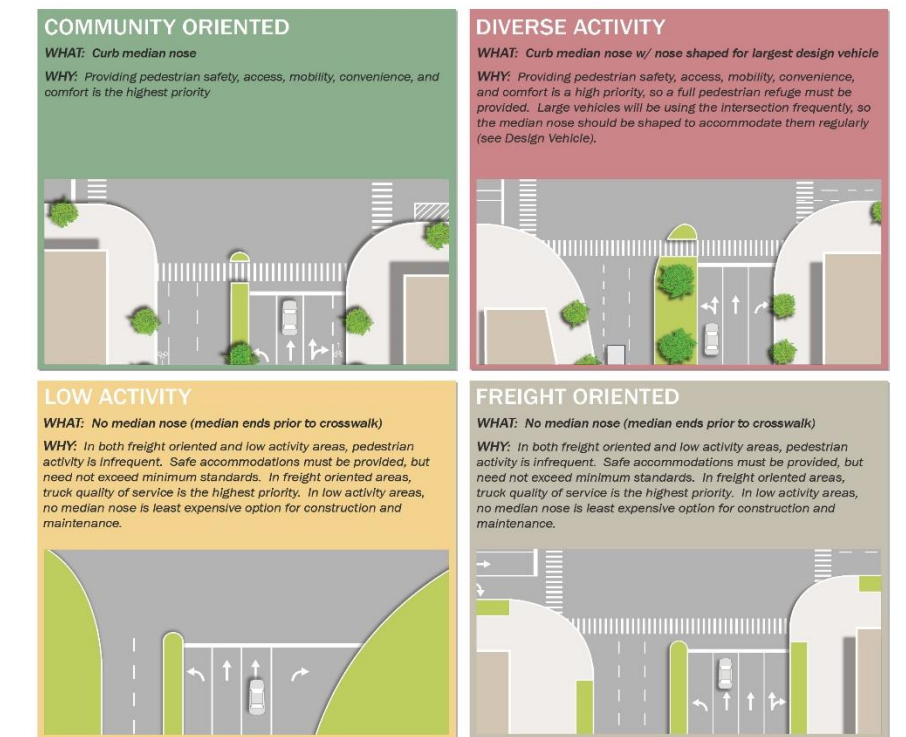 COMMUNITY ORIENTED
WHAT: Curb median nose
WHY: Providing pedestrian safety, access, mobility, convenience, and
comfort is the highest priority
DIVERSE ACTIVITY
WHAT: Curb median nose w/ nose shaped for largest design vehicle
WHY: Providing pedestrian safety, access, mobility, convenience,
and comfort is a high priority, so a full pedestrian refuge must be
provided. Large vehicles will be using the intersection frequently, so
the median nose should be shaped to accommodate them regularly
(see Design Vehicle).
LOW ACTIVITY
WHAT: No median nose (median ends prior to crosswalk)
WHY: In both freight oriented and low activity areas, pedestrian
activity is infrequent. Safe accommodations must be provided, but
need not exceed minimum standards. In freight oriented areas,
truck quality of service is the highest priority. In low activity areas,
no median nose is least expensive option for construction and
maintenance.
FREIGHT ORIENTED
WHAT: No median nose (median ends prior to crosswalk)
WHY: In both freight oriented and low activity areas, pedestrian
activity is infrequent. Safe accommodations must be provided, but
need not exceed minimum standards. In freight oriented areas,
truck quality of service is the highest priority. In low activity areas,
no median nose is least expensive option for construction and
maintenance.